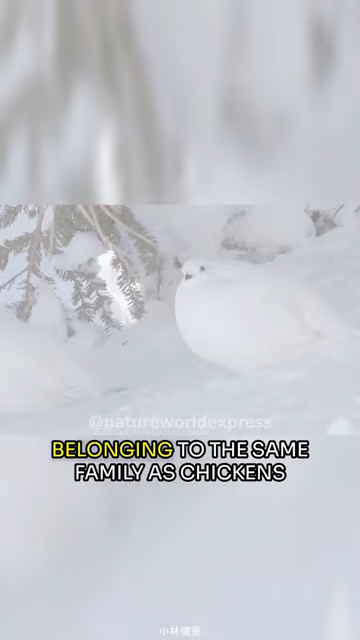 @natureworldexpress
BELONGING TO THE SAME
FAMILY AS CHICKENS